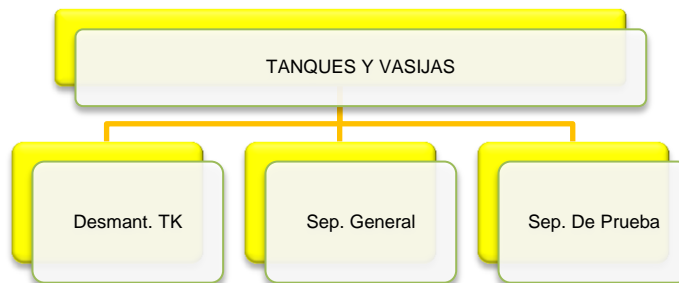 TANQUES Y VASIJAS
Desmant. TK
Sep. General
Sep. De Prueba